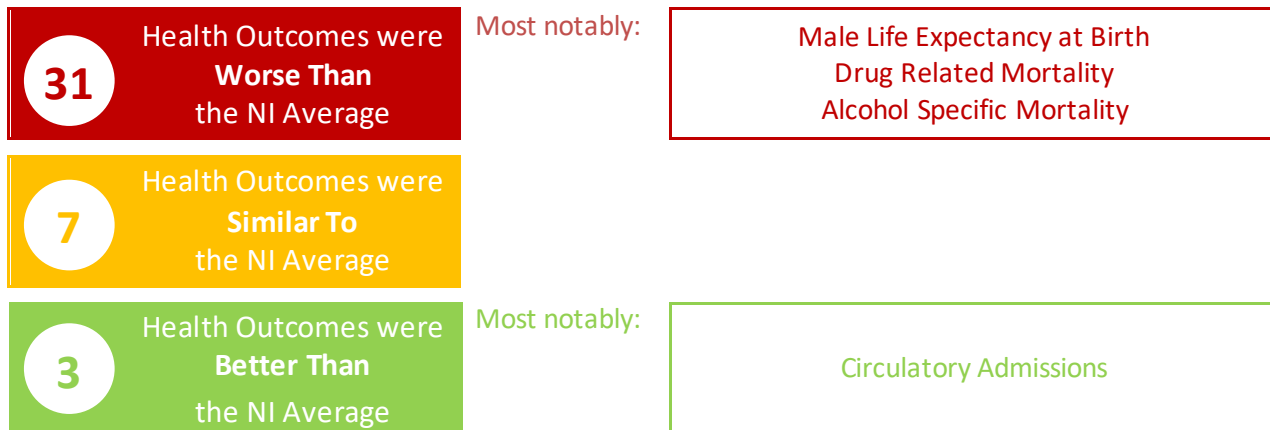 31
Health Outcomes were
Worse Than
the NI Average
Most notably:
Male Life Expectancy at Birth
Drug Related Mortality
Alcohol Specific Mortality
7
Health Outcomes were
Similar To
the NI Average
3
Health Outcomes were
Better Than
the NI Average
Most notably:
Circulatory Admissions